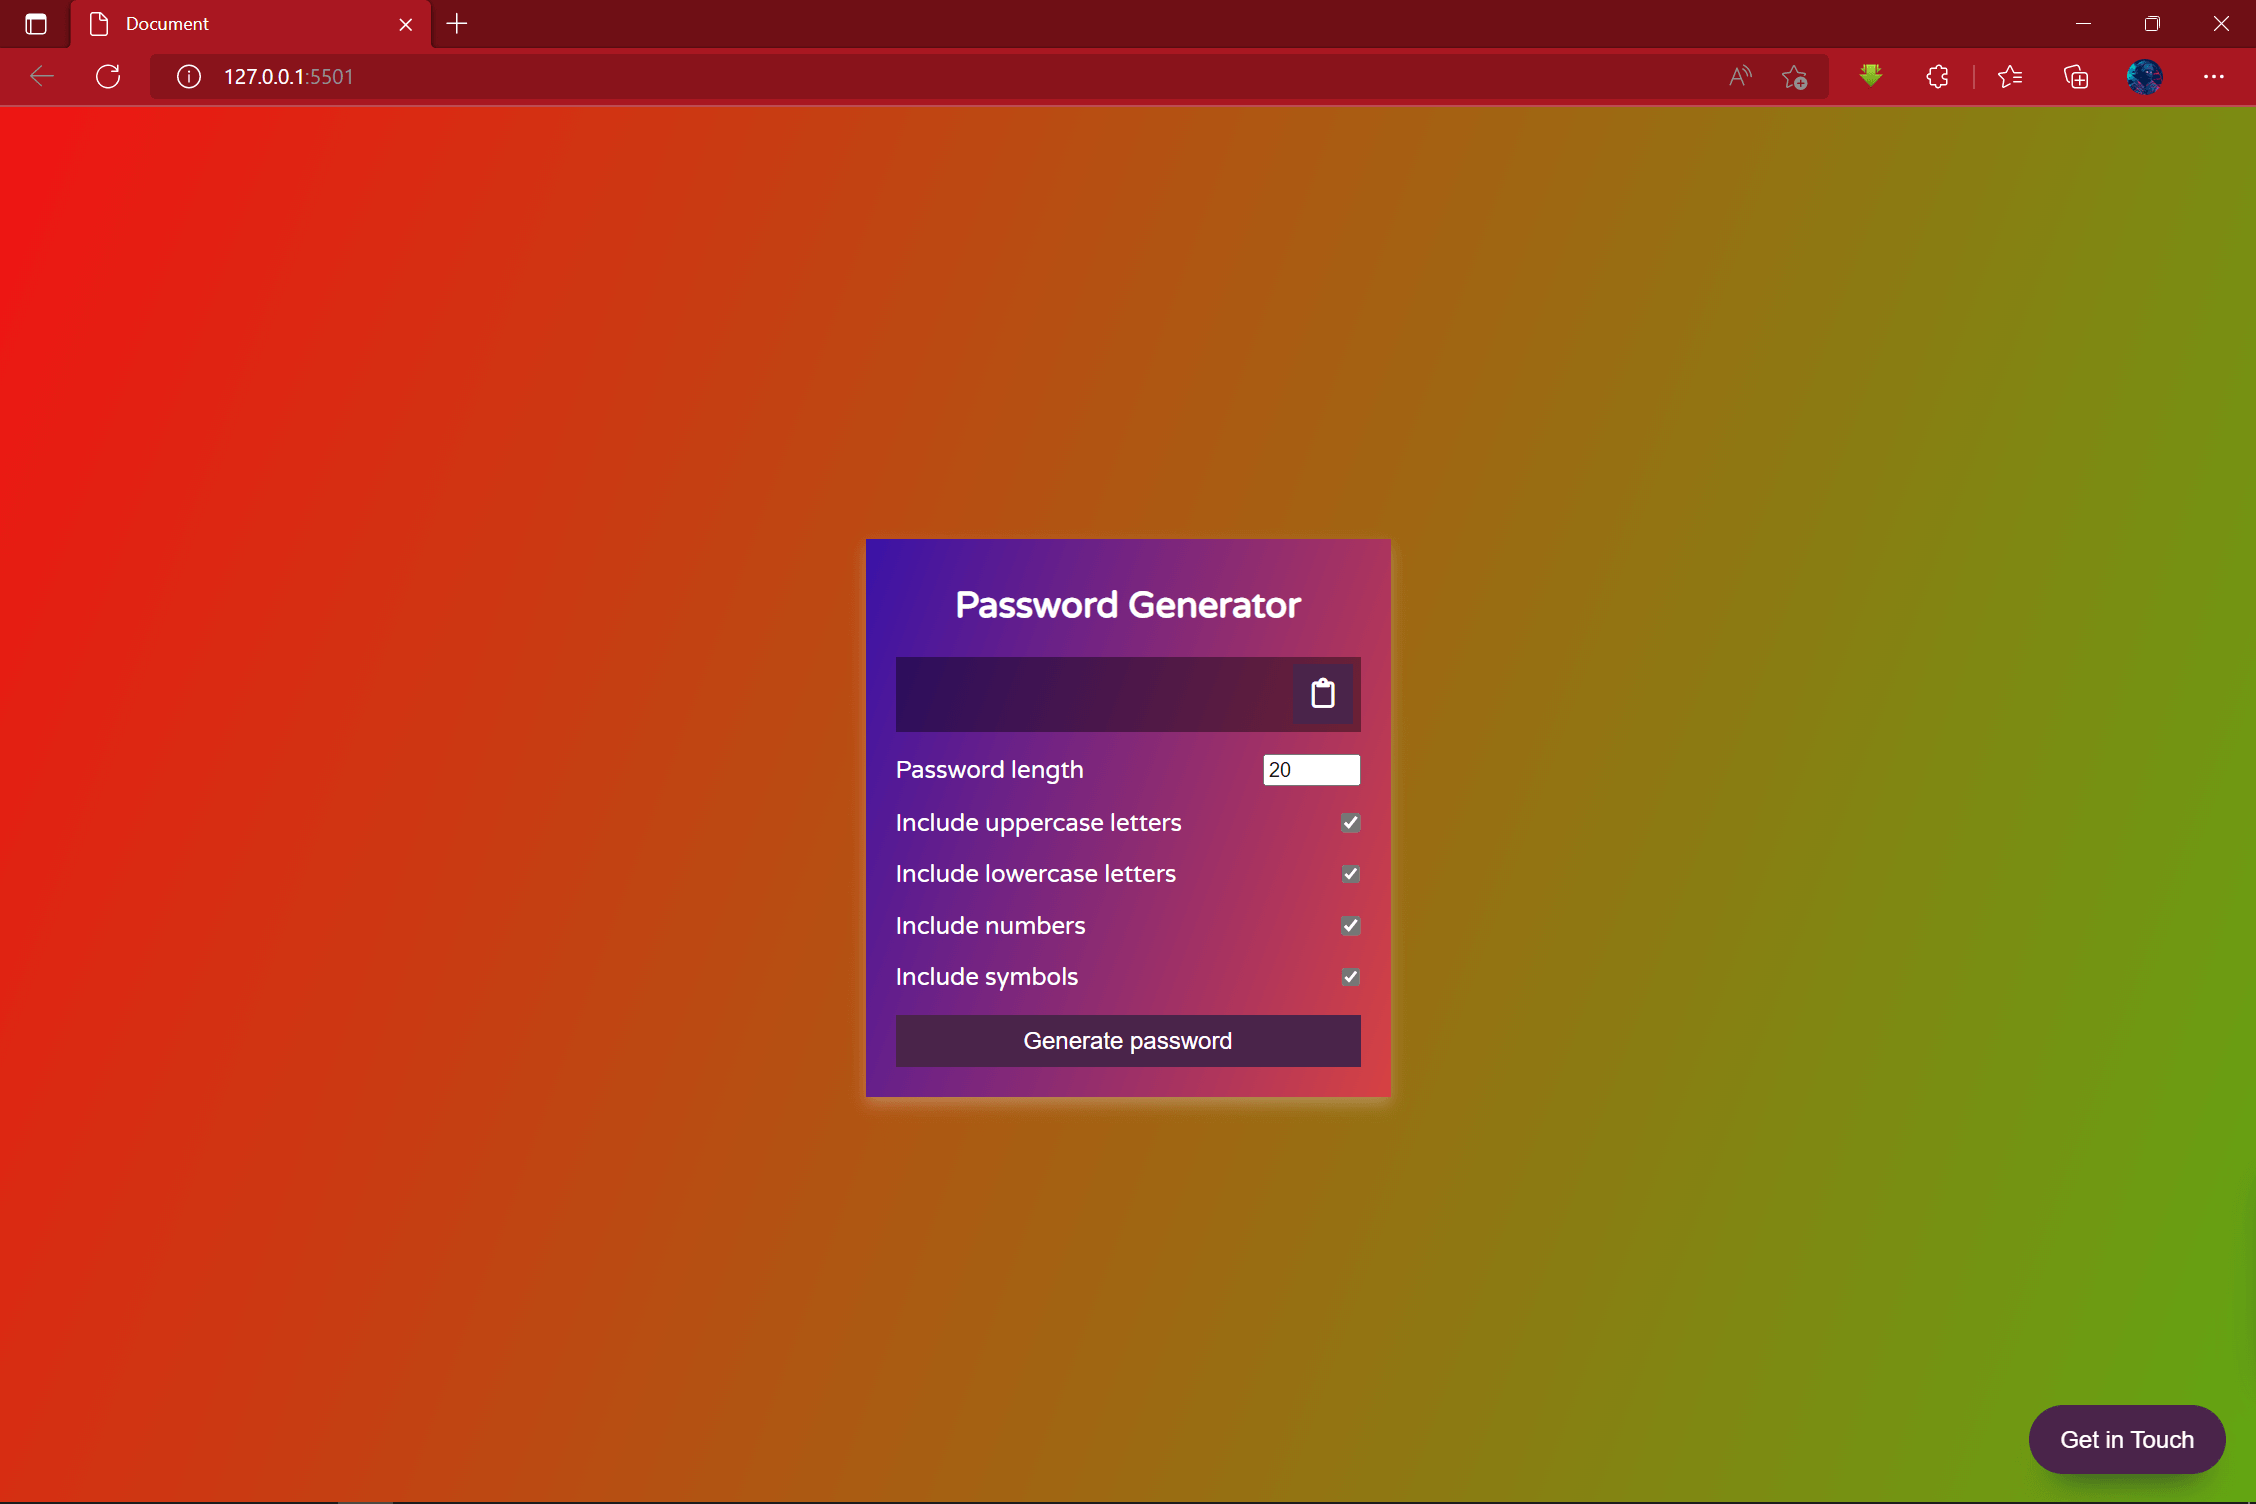 Document
127.0.0.1:5501
Password Generator
Password length
20
Include uppercase letters
Include lowercase letters
Include numbers
Include symbols
Generate password
Get in Touch